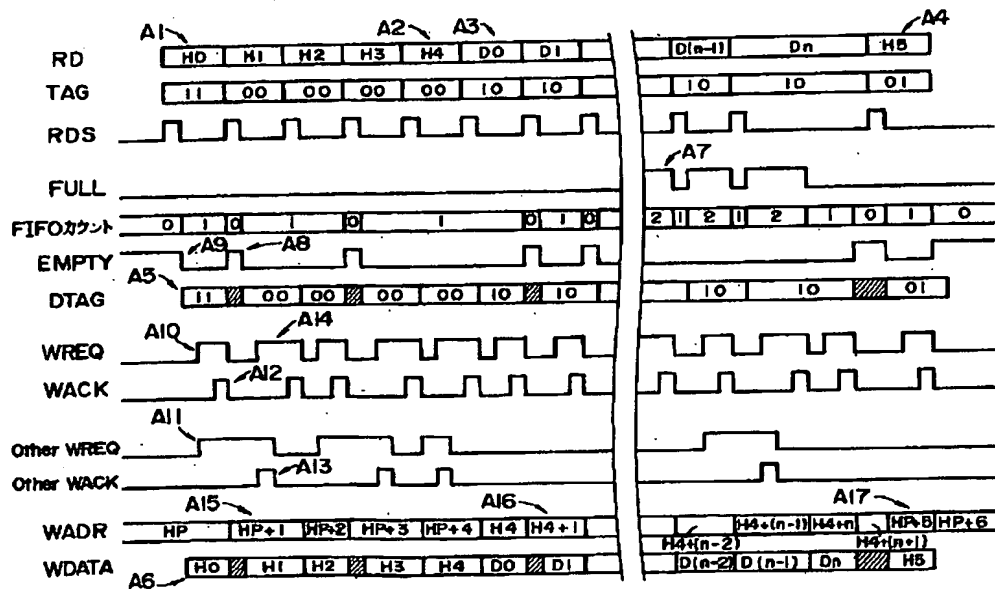 A1 A2 A3 A4
RD H0 H1 H2 H3 H4 D0 D1 D(n-1) Dn H5
TAG 11 00 00 00 00 10 10 10 10 01
RDS
A7
FULL
FIFOカウント 0 1 0 1 0 1 0 1 0 2 1 2 1 2 1 0 1 0
A9 A8
EMPTY
A5
DTAG 11 00 00 00 00 10 10 10 10 01
A10 A14
WREQ
A12
WACK
A11
Other WREQ
A13
Other WACK
A15 A16 A17
WADR HP HP+1 HP+2 HP+3 HP+4 H4 H4+1 H4+(n-1) H4+n HP+5 HP+6
H4+(n-2) H4+(n+1)
WDATA H0 H1 H2 H3 H4 D0 D1 D(n-2) D(n-1) Dn H5
A6